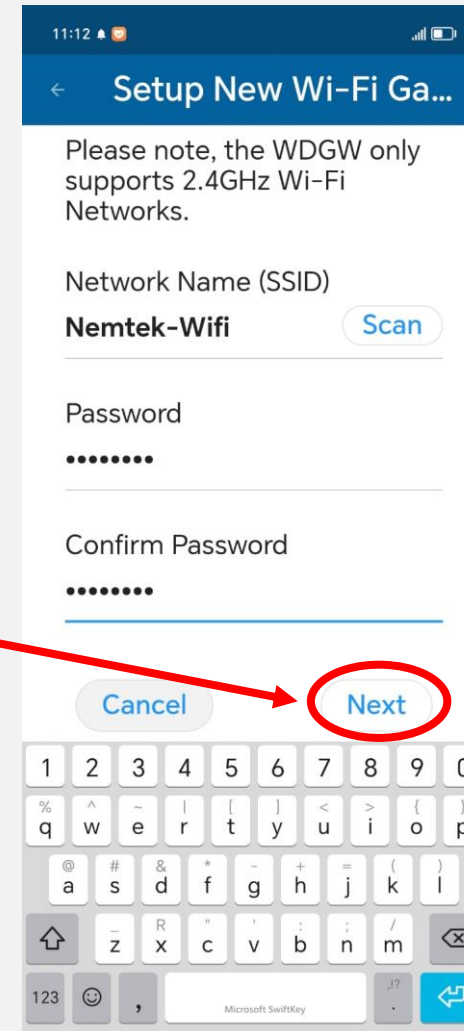 11:12
Setup New Wi-Fi Ga...
Please note, the WDGW only
supports 2.4GHz Wi-Fi
Networks.
Network Name (SSID)
Nemtek-Wifi Scan
Password
••••••••
Confirm Password
••••••••
Cancel Next
1 2 3 4 5 6 7 8 9 0
% ^ ~ | [ ] < > { }
q w e r t y u i o p
@ # & * - + = ( )
a s d f g h j k l
_ R " ' : ; /
z x c v b n m
123 , Microsoft SwiftKey ,!? .